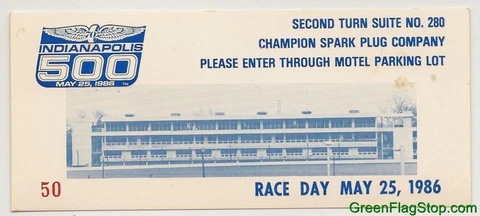 INDIANAPOLIS
500
MAY 25, 1986
SECOND TURN SUITE NO. 280
CHAMPION SPARK PLUG COMPANY
PLEASE ENTER THROUGH MOTEL PARKING LOT
50
RACE DAY MAY 25, 1986
GreenFlagStop.com